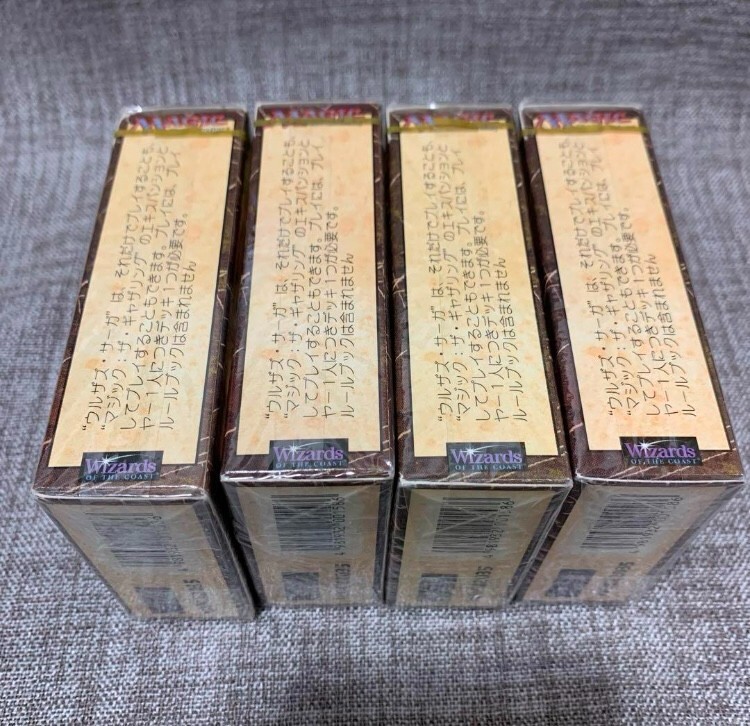 Magic
"ウルザズ・サーガ"は、それだけでプレイすることも、
"マジック:ザ・ギャザリング"のエキスパンションと
してプレイすることもできます。プレイには、プレイ
ヤー1人につきデッキ1つが必要です。
ルールブックは含まれません
Wizards
OF THE COAST
Magic
"ウルザズ・サーガ"は、それだけでプレイすることも、
"マジック:ザ・ギャザリング"のエキスパンションと
してプレイすることもできます。プレイには、プレイ
ヤー1人につきデッキ1つが必要です。
ルールブックは含まれません
Wizards
OF THE COAST
Magic
"ウルザズ・サーガ"は、それだけでプレイすることも、
"マジック:ザ・ギャザリング"のエキスパンションと
してプレイすることもできます。プレイには、プレイ
ヤー1人につきデッキ1つが必要です。
ルールブックは含まれません
Wizards
OF THE COAST
Magic
"ウルザズ・サーガ"は、それだけでプレイすることも、
"マジック:ザ・ギャザリング"のエキスパンションと
してプレイすることもできます。プレイには、プレイ
ヤー1人につきデッキ1つが必要です。
ルールブックは含まれません
Wizards
OF THE COAST